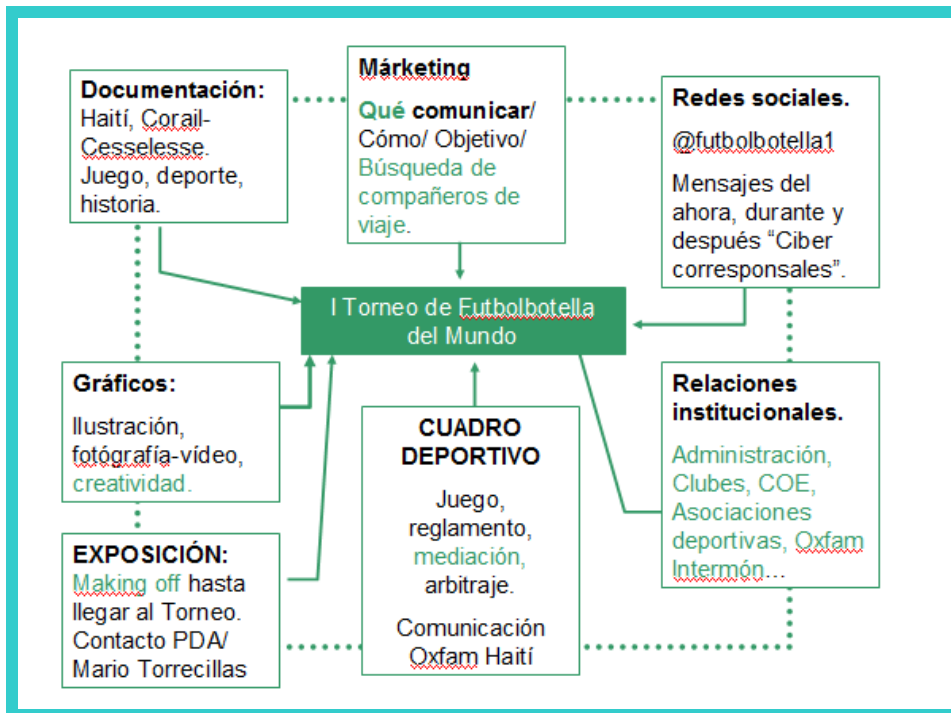 Documentación:
Haití, Corail-
Cesselesse.
Juego, deporte,
historia.
Márketing
Qué comunicar/
Cómo/ Objetivo/
Búsqueda de
compañeros de
viaje.
Redes sociales.
@futbolbotella1
Mensajes del
ahora, durante y
después “Ciber
corresponsales”.
I Torneo de Futbolbotella
del Mundo
Gráficos:
Ilustración,
fotógrafía-vídeo,
creatividad.
CUADRO
DEPORTIVO
Juego,
reglamento,
mediación,
arbitraje.
Comunicación
Oxfam Haití
Relaciones
institucionales.
Administración,
Clubes, COE,
Asociaciones
deportivas, Oxfam
Intermón…
EXPOSICIÓN:
Making off hasta
llegar al Torneo.
Contacto PDA/
Mario Torrecillas